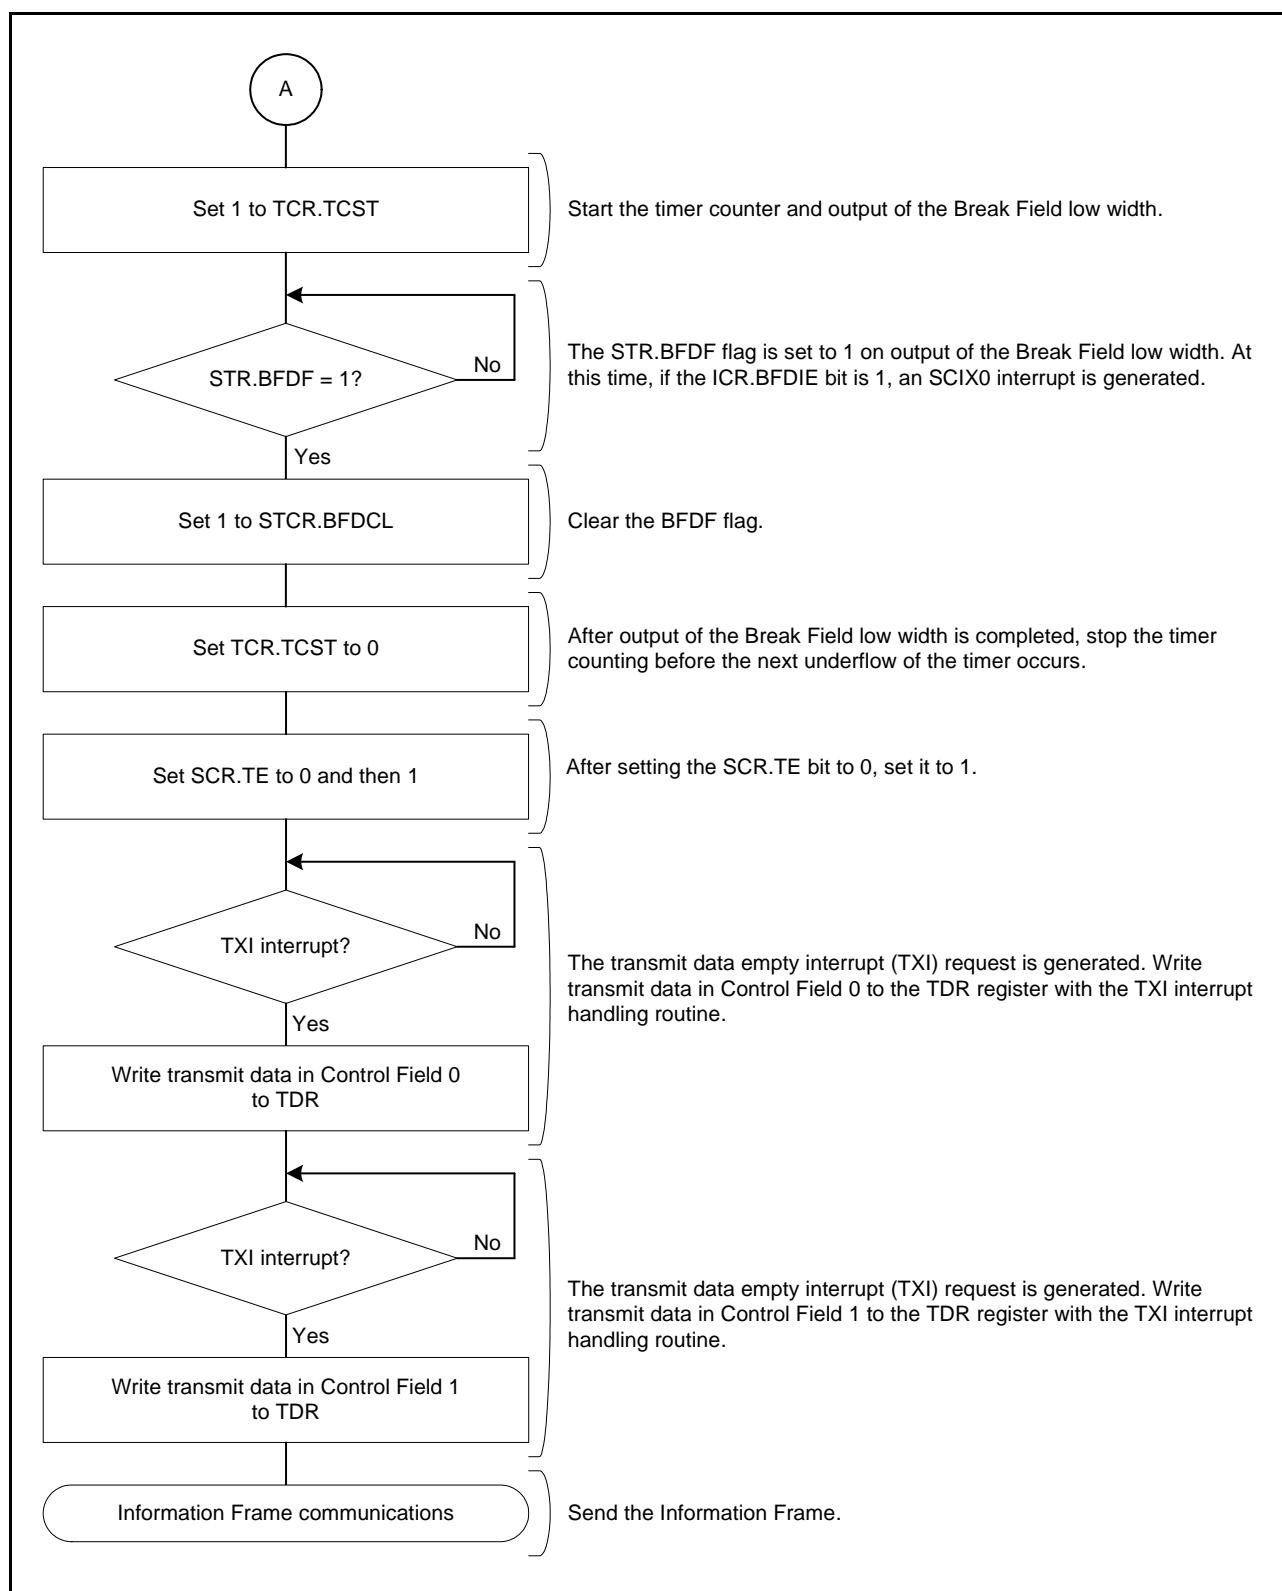 A
Set 1 to TCR.TCST
Start the timer counter and output of the Break Field low width.
STR.BFDF = 1?
No
The STR.BFDF flag is set to 1 on output of the Break Field low width. At
this time, if the ICR.BFDIE bit is 1, an SCIX0 interrupt is generated.
Yes
Set 1 to STCR.BFDCL
Clear the BFDF flag.
Set TCR.TCST to 0
After output of the Break Field low width is completed, stop the timer
counting before the next underflow of the timer occurs.
Set SCR.TE to 0 and then 1
After setting the SCR.TE bit to 0, set it to 1.
TXI interrupt?
No
The transmit data empty interrupt (TXI) request is generated. Write
transmit data in Control Field 0 to the TDR register with the TXI interrupt
handling routine.
Yes
Write transmit data in Control Field 0
to TDR
TXI interrupt?
No
The transmit data empty interrupt (TXI) request is generated. Write
transmit data in Control Field 1 to the TDR register with the TXI interrupt
handling routine.
Yes
Write transmit data in Control Field 1
to TDR
Information Frame communications
Send the Information Frame.